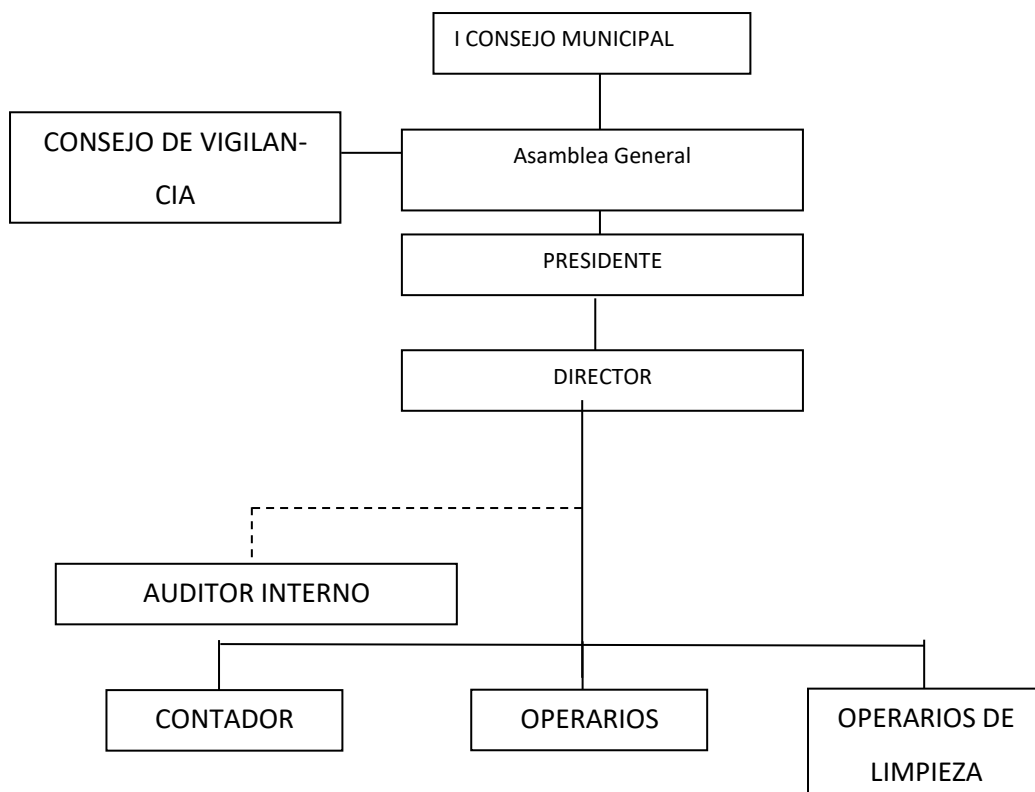 I CONSEJO MUNICIPAL
CONSEJO DE VIGILAN-
CIA
Asamblea General
PRESIDENTE
DIRECTOR
AUDITOR INTERNO
CONTADOR
OPERARIOS
OPERARIOS DE
LIMPIEZA